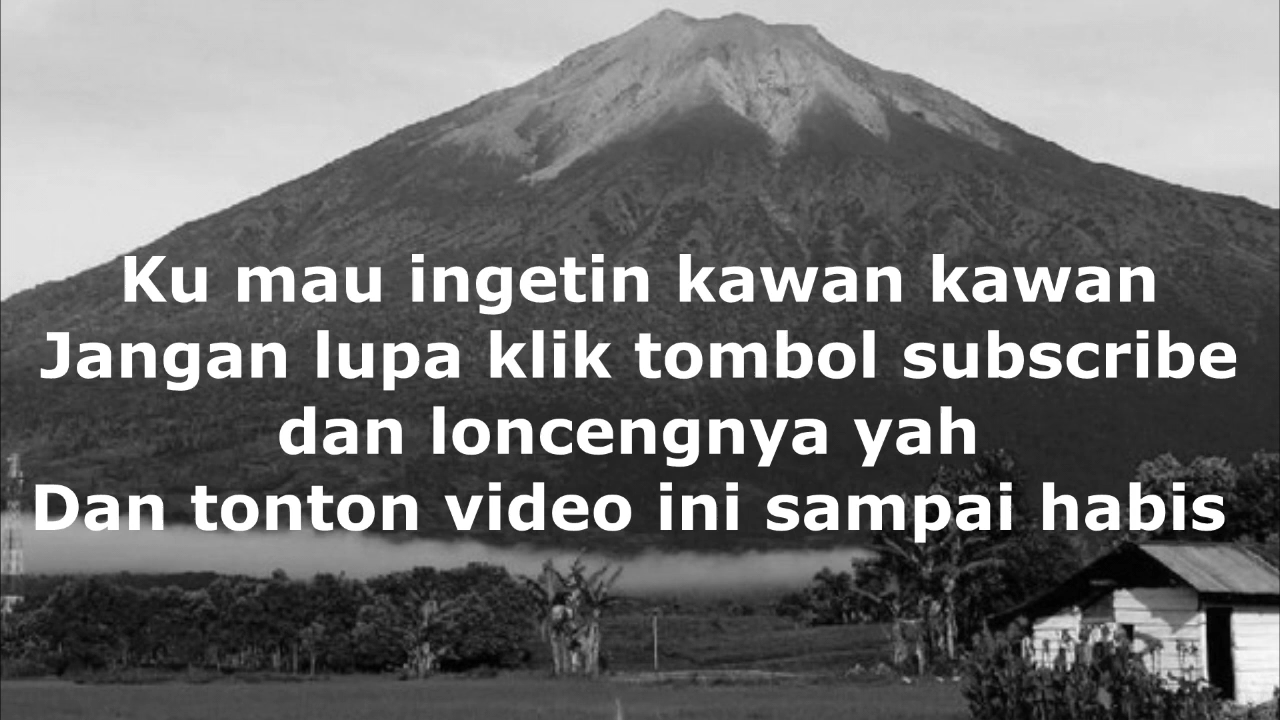 Ku mau ingetin kawan kawan
Jangan lupa klik tombol subscribe
dan loncengnya yah
Dan tonton video ini sampai habis